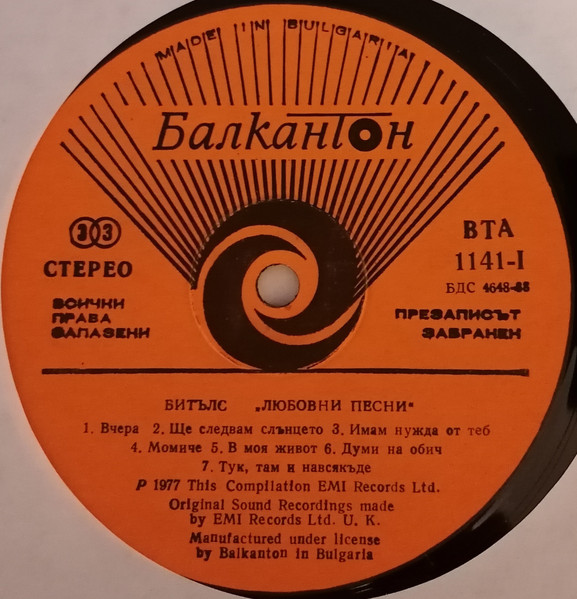 MADE IN BULGARIA
Балкантон
33
СТЕРЕО
ВСИЧКИ
ПРАВА
ЗАПАЗЕНИ
ВТА
1141-I
БДС 4648-88
ПРЕЗАПИСЪТ
ЗАБРАНЕН
БИТЪЛС „ЛЮБОВНИ ПЕСНИ“
1. Вчера 2. Ще следвам слънцето 3. Имам нужда от теб
4. Момиче 5. В моя живот 6. Думи на обич
7. Тук, там и навсякъде
P 1977 This Compilation EMI Records Ltd.
Original Sound Recordings made
by EMI Records Ltd. U. K.
Manufactured under license
by Balkanton in Bulgaria